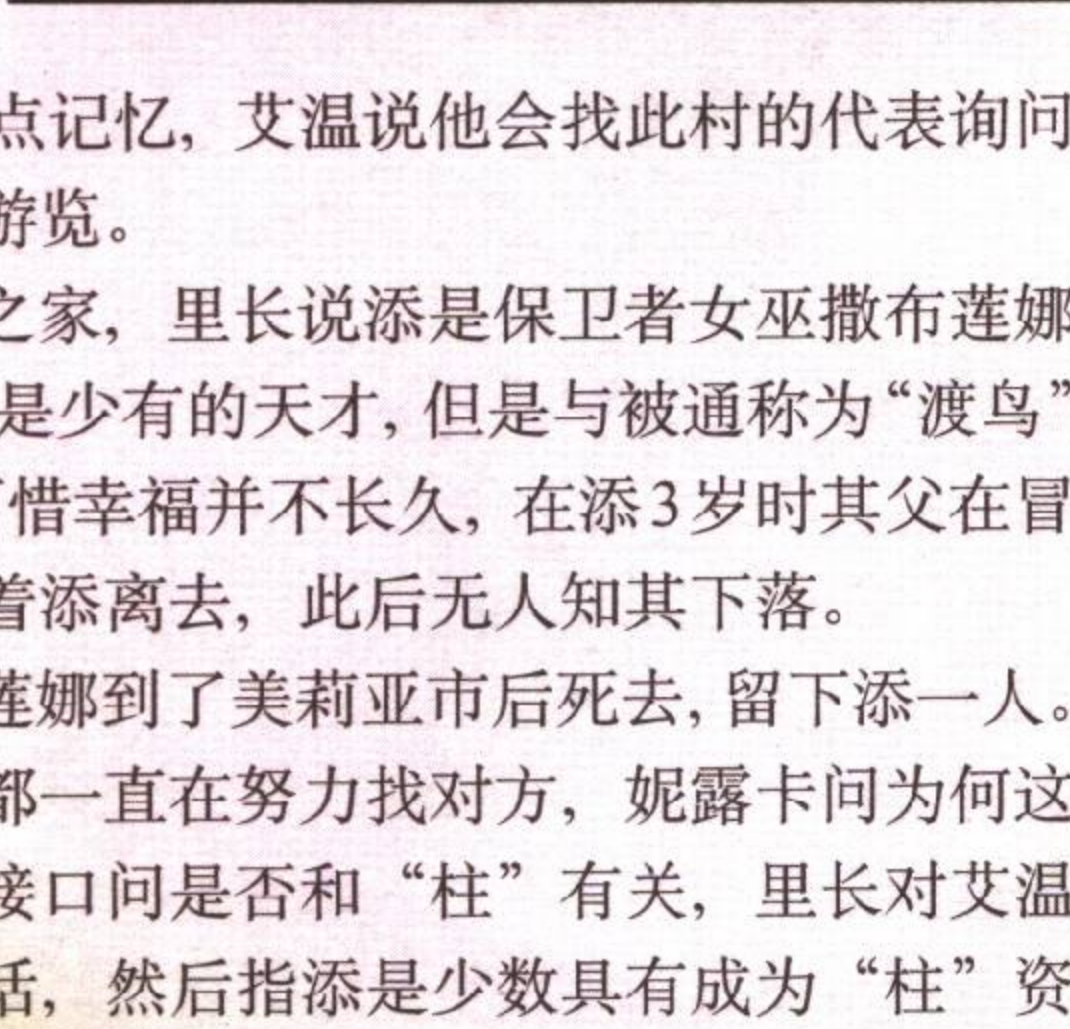 点记忆，艾温说他会找此村的代表询问
游览。
之家，里长说添是保卫者女巫撒布莲娜
是少有的天才，但是与被通称为“渡鸟”
惜幸福并不长久，在添3岁时其父在冒
着添离去，此后无人知其下落。
莲娜到了美莉亚市后死去，留下添一人。
都一直在努力找对方，妮露卡问为何这
接口问是否和“柱”有关，里长对艾温
话，然后指添是少数具有成为“柱”资